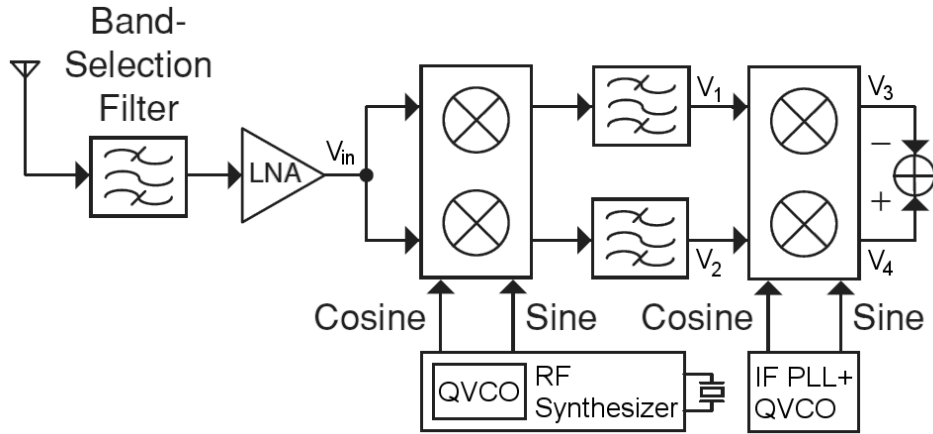 Band-
Selection
Filter
LNA
Vin
V1
V2
V3
−
+
V4
Cosine
Sine
Cosine
Sine
QVCO
RF
Synthesizer
IF PLL+
QVCO